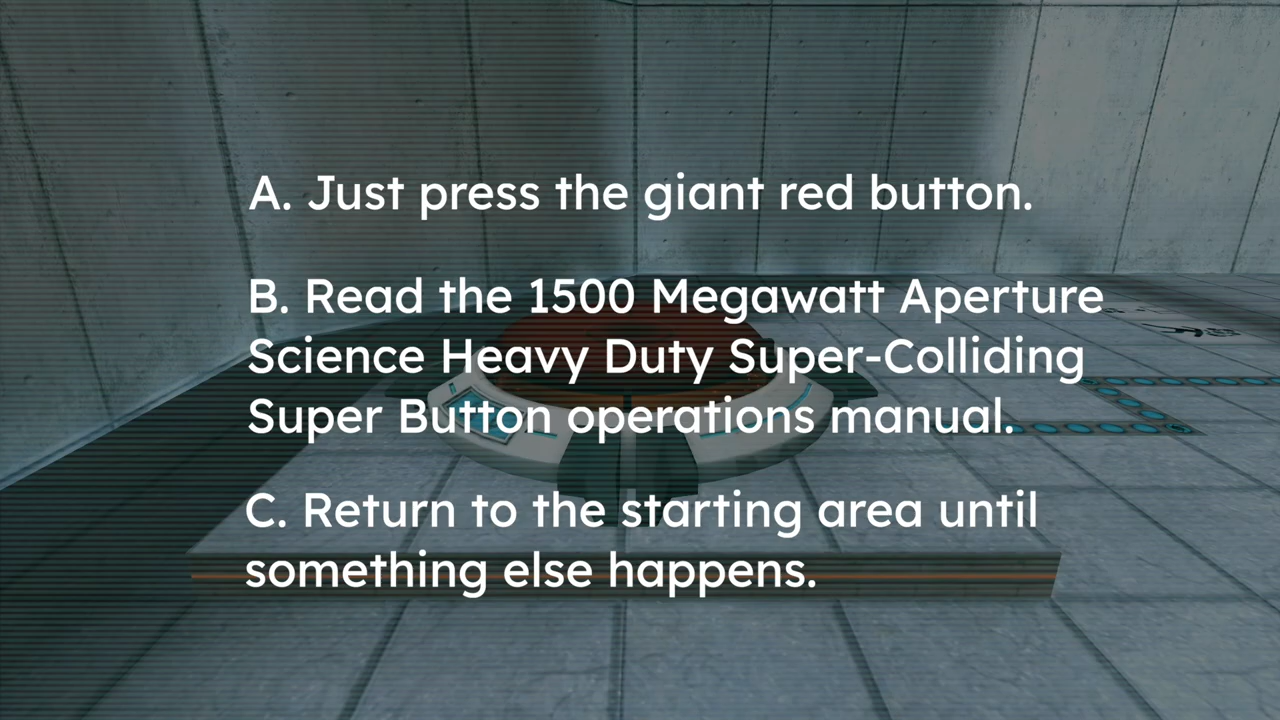 A. Just press the giant red button.
B. Read the 1500 Megawatt Aperture
Science Heavy Duty Super-Colliding
Super Button operations manual.
C. Return to the starting area until
something else happens.